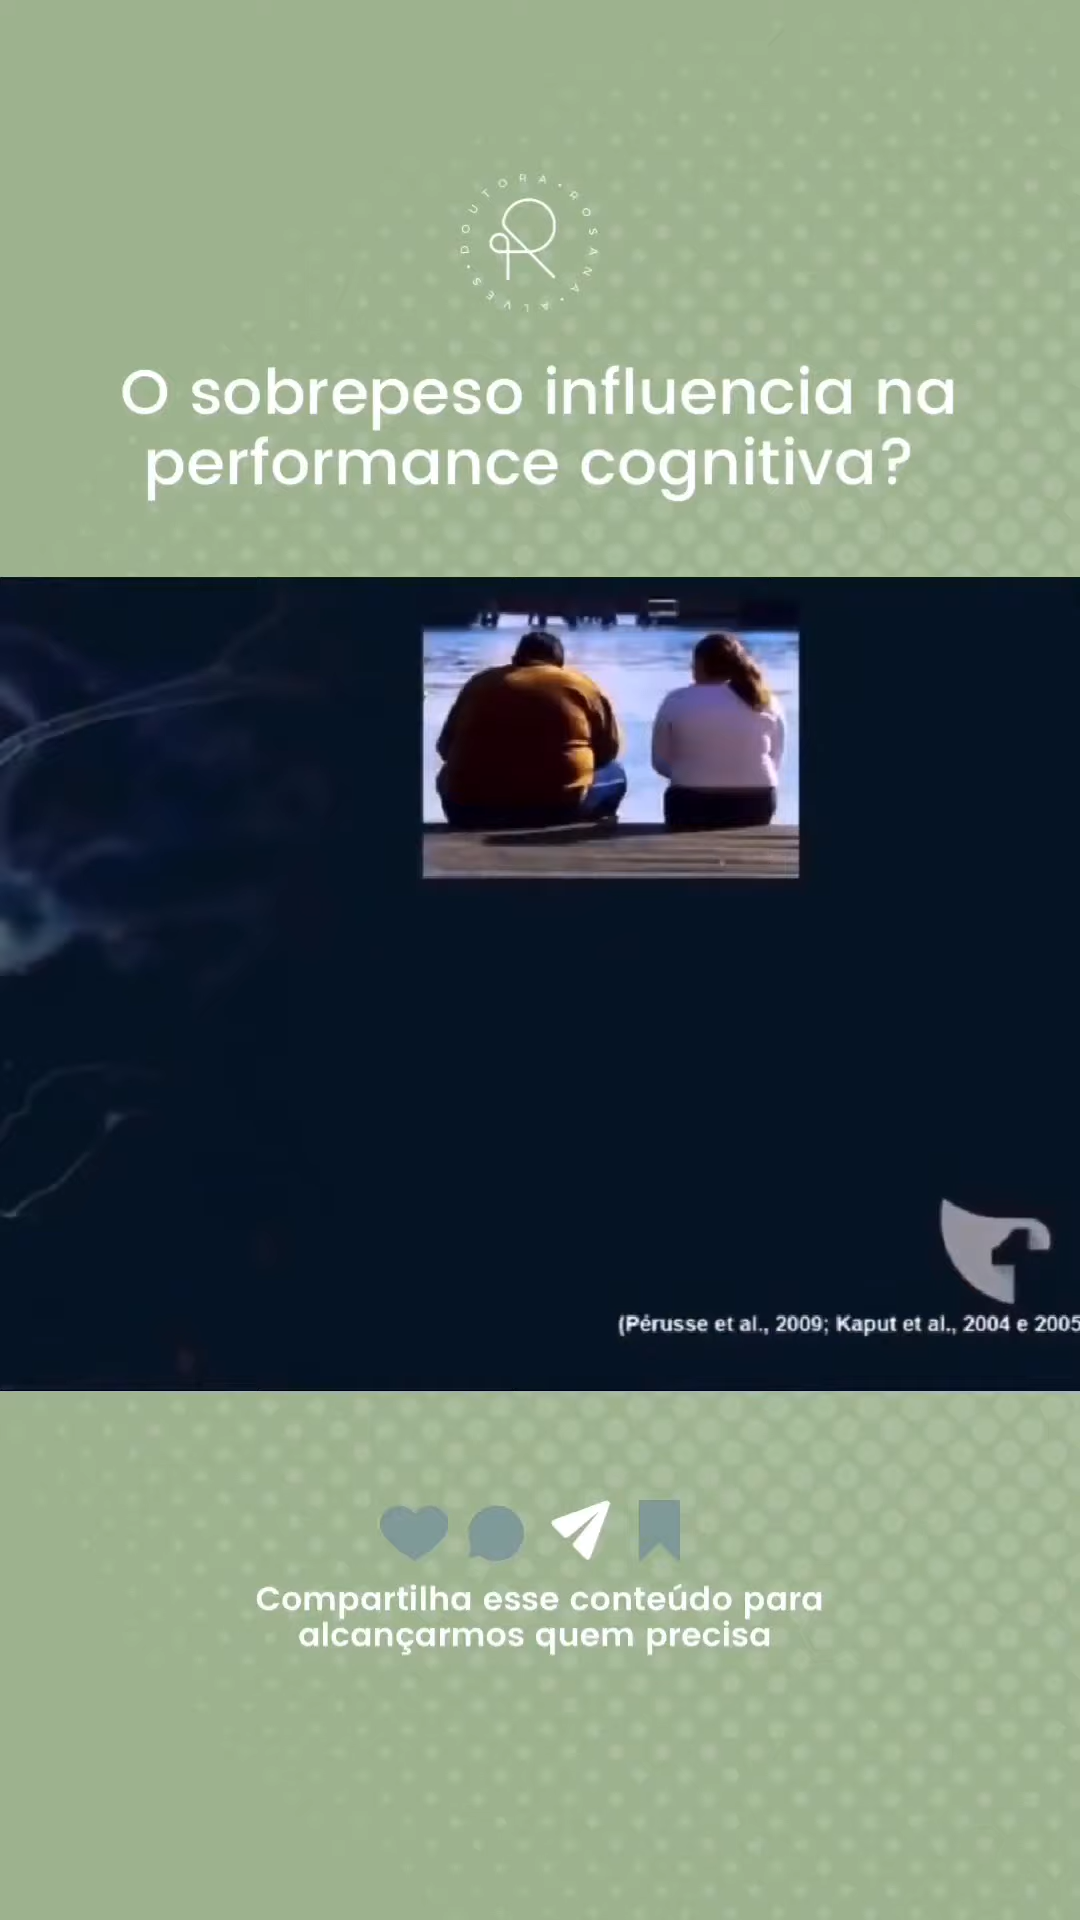 DOUTORA • ROSANA • ALVES •
O sobrepeso influencia na
performance cognitiva?
(Pérusse et al., 2009; Kaput et al., 2004 e 2005
Compartilha esse conteúdo para
alcançarmos quem precisa